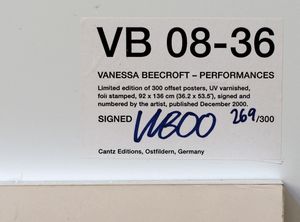 VB 08-36
VANESSA BEECROFT – PERFORMANCES
Limited edition of 300 offset posters, UV varnished,
foil stamped, 92 x 136 cm (36.2 x 53.5'), signed and
numbered by the artist, published December 2000.
SIGNED VB00 269/300
Cantz Editions, Ostfildern, Germany